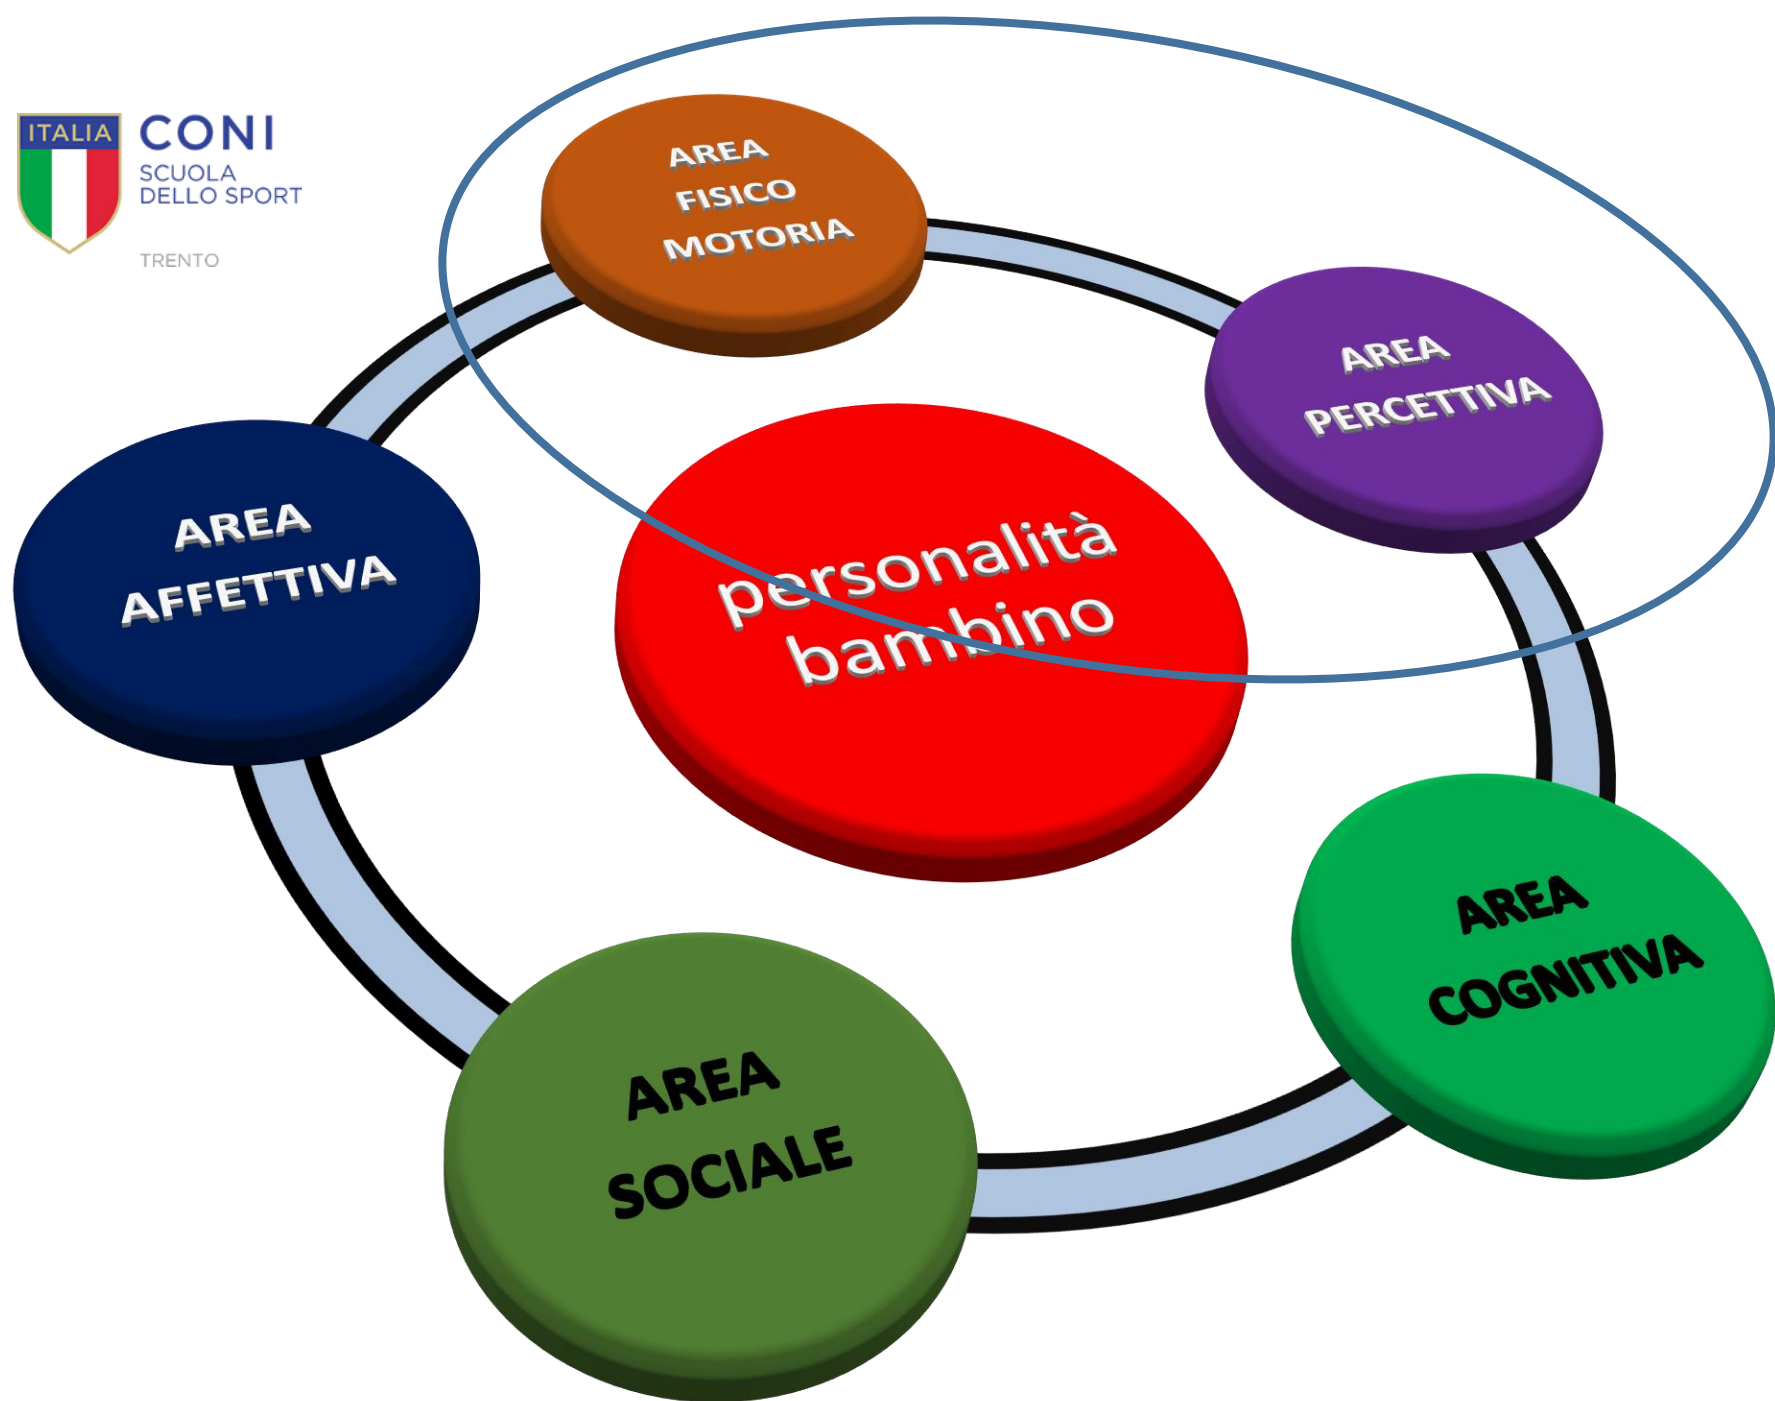 ITALIA
CONI
SCUOLA
DELLO SPORT
TRENTO
AREA
FISICO
MOTORIA
AREA
PERCETTIVA
AREA
AFFETTIVA
personalità
bambino
AREA
COGNITIVA
AREA
SOCIALE